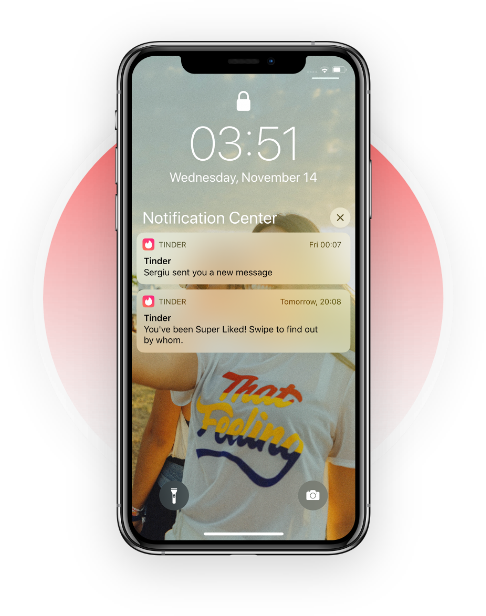 03:51
Wednesday, November 14
Notification Center
TINDER Fri 00:07
Tinder
Sergiu sent you a new message
TINDER Tomorrow, 20:08
Tinder
You've been Super Liked! Swipe to find out
by whom.
That
Feeling